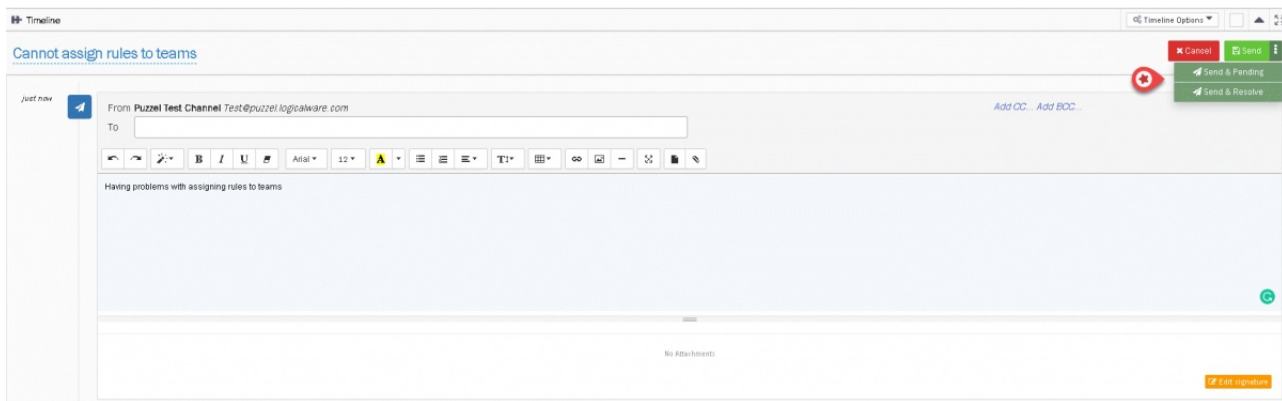 Timeline
Timeline Options
Cannot assign rules to teams
Cancel
Send
Send & Pending
Send & Resolve
just now
From Puzzel Test Channel Test@puzzel.logicalware.com
Add CC... Add BCC...
To
B I U Arial 12 A T
Having problems with assigning rules to teams
No Attachments
Edit signature